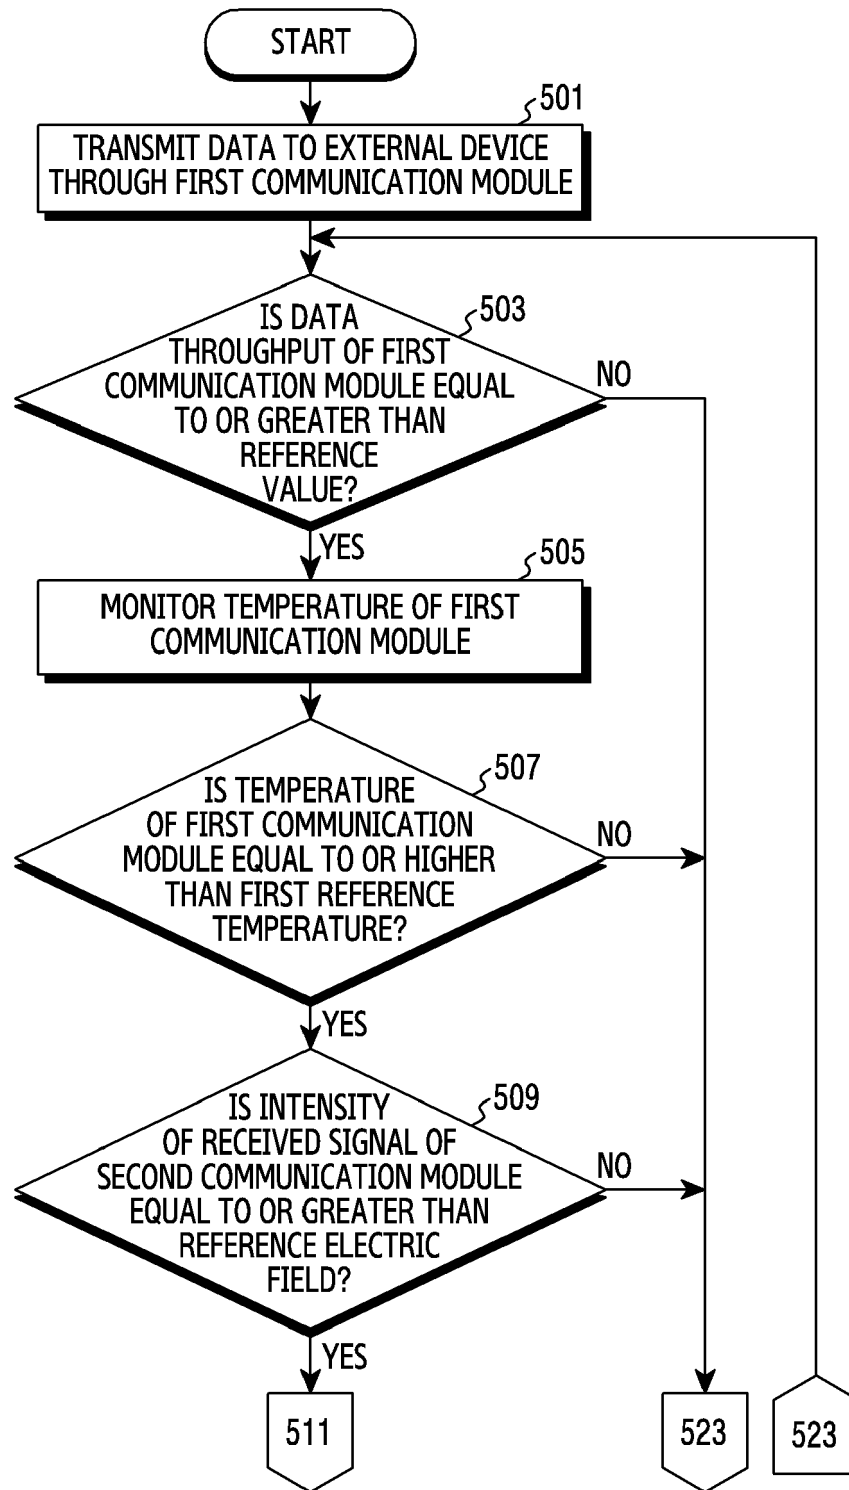 START
501
TRANSMIT DATA TO EXTERNAL DEVICE
THROUGH FIRST COMMUNICATION MODULE
503
IS DATA
THROUGHPUT OF FIRST
COMMUNICATION MODULE EQUAL
TO OR GREATER THAN
REFERENCE
VALUE?
NO
YES
505
MONITOR TEMPERATURE OF FIRST
COMMUNICATION MODULE
507
IS TEMPERATURE
OF FIRST COMMUNICATION
MODULE EQUAL TO OR HIGHER
THAN FIRST REFERENCE
TEMPERATURE?
NO
YES
509
IS INTENSITY
OF RECEIVED SIGNAL OF
SECOND COMMUNICATION MODULE
EQUAL TO OR GREATER THAN
REFERENCE ELECTRIC
FIELD?
NO
YES
511
523
523